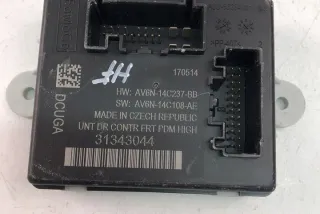 170514
HW: AV6N-14C237-BD
SW: AV6N-14C108-AE
MADE IN CZECH REPUBLIC
UNT DR CONTR FRT PDM HIGH
31343044
DCUGA